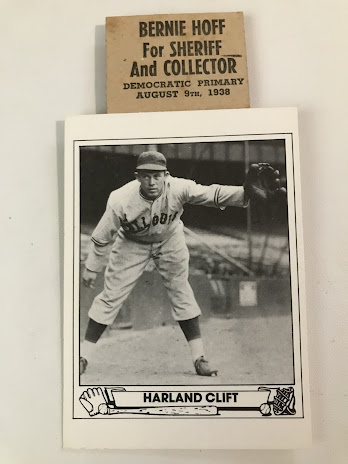 BERNIE HOFF
For SHERIFF
And COLLECTOR
DEMOCRATIC PRIMARY
AUGUST 9TH, 1938
HARLAND CLIFT